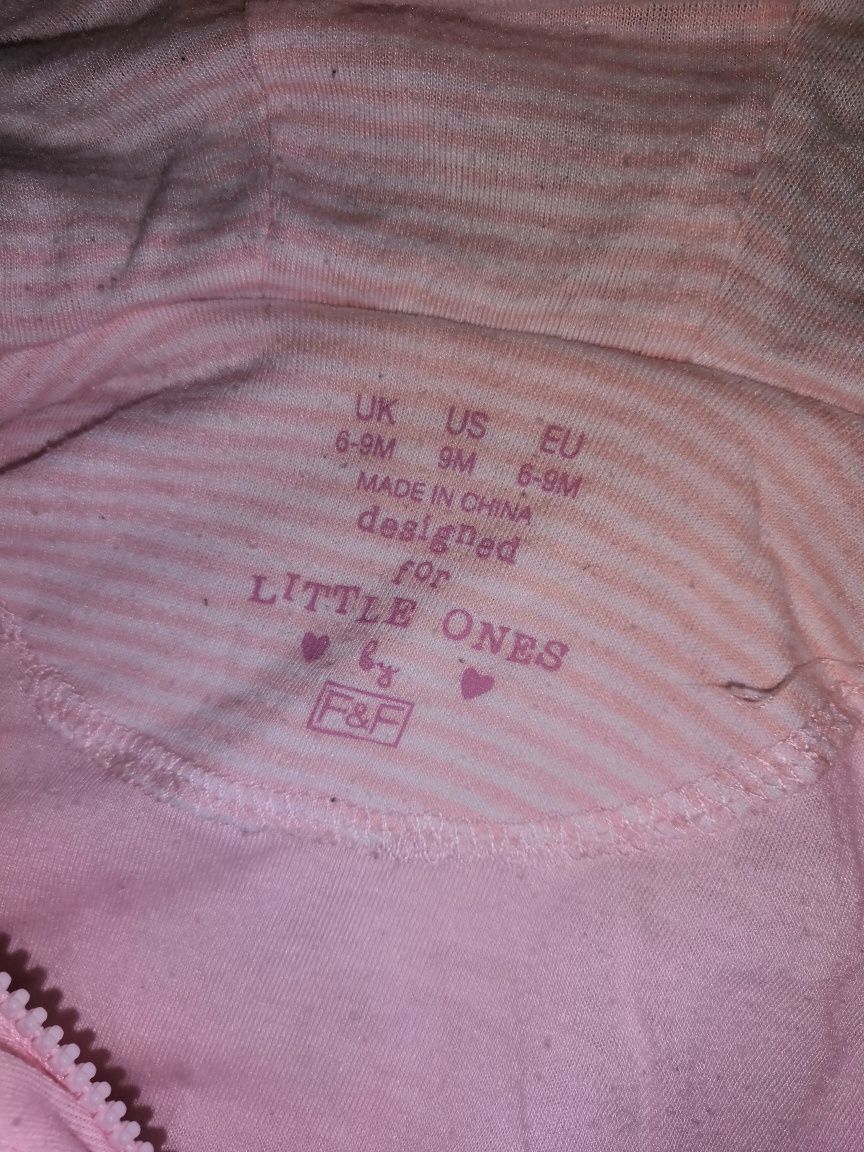 UK US EU
6-9M 9M 6-9M
MADE IN CHINA
designed
for
LITTLE ONES
by
F&F